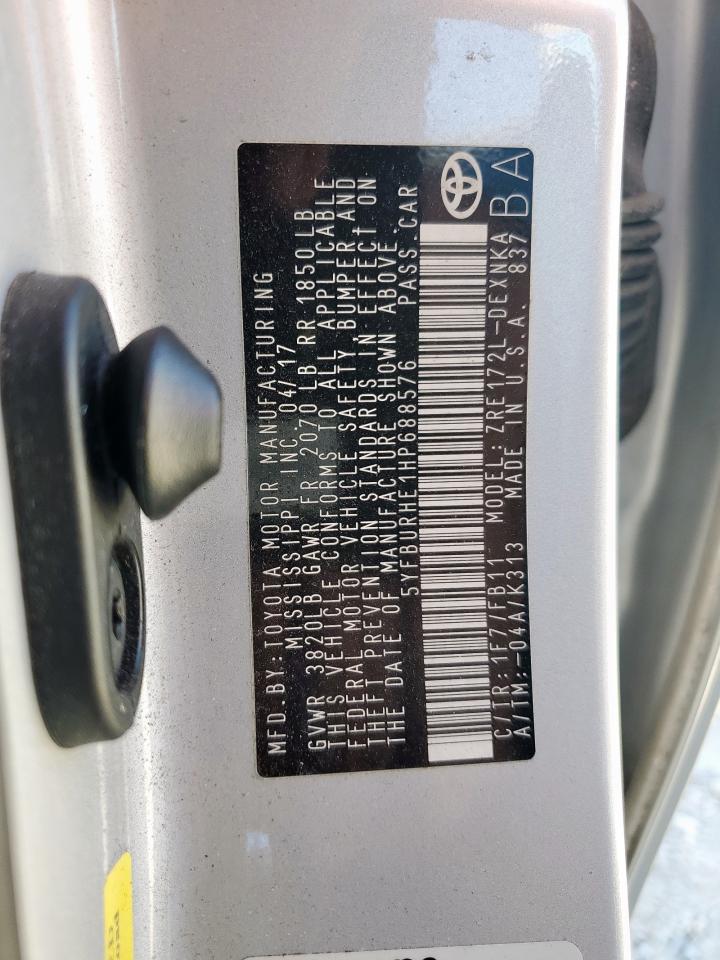 MFD.BY:TOYOTA MOTOR MANUFACTURING
MISSISSIPPI INC. 04/17
GVWR 3820LB GAWR FR 2070 LB RR 1850LB
THIS VEHICLE CONFORMS TO ALL APPLICABLE
FEDERAL MOTOR VEHICLE SAFETY, BUMPER AND
THEFT PREVENTION STANDARDS IN EFFECT ON
THE DATE OF MANUFACTURE SHOWN ABOVE.
5YFBURHE1HP688576 PASS.CAR
C/TR:1F7/FB11 MODEL:ZRE172L-DEXNKA
A/TM:-04A/K313 MADE IN U.S.A. 837
BA